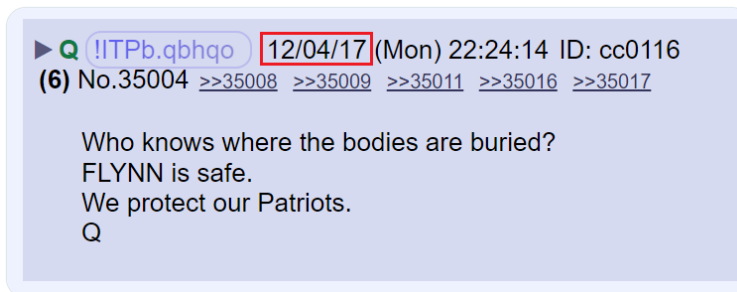 ▶ Q !ITPb.qbhqo 12/04/17 (Mon) 22:24:14 ID: cc0116
(6) No.35004 >>35008 >>35009 >>35011 >>35016 >>35017
Who knows where the bodies are buried?
FLYNN is safe.
We protect our Patriots.
Q